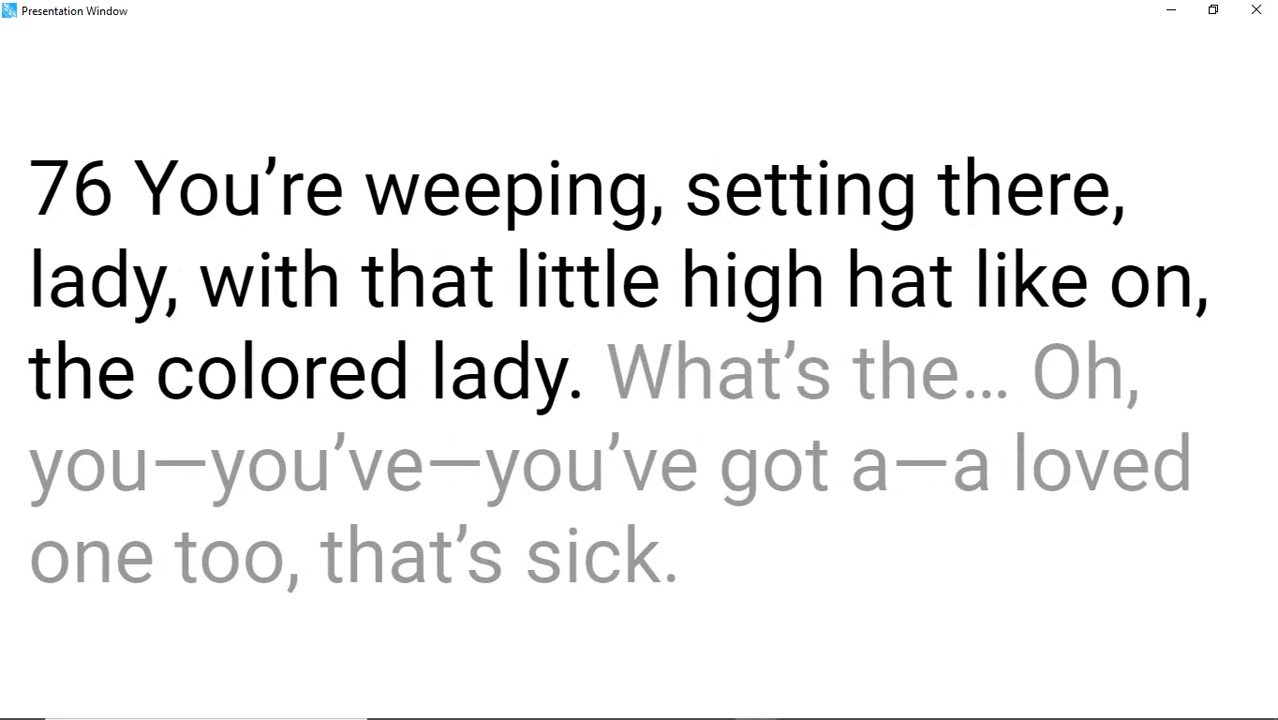 Presentation Window
76 You’re weeping, setting there,
lady, with that little high hat like on,
the colored lady. What’s the… Oh,
you—you’ve—you’ve got a—a loved
one too, that’s sick.